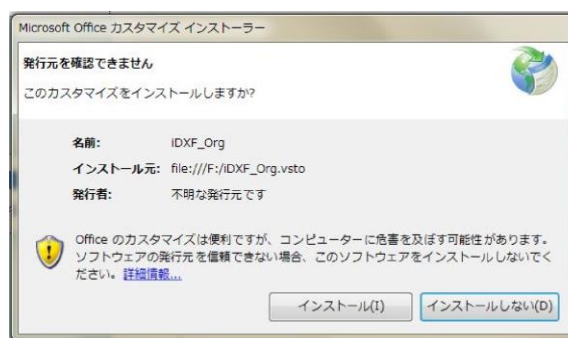 Microsoft Office カスタマイズ インストーラー
発行元を確認できません
このカスタマイズをインストールしますか?
名前: iDXF_Org
インストール元: file:///F:/iDXF_Org.vsto
発行者: 不明な発行元です
Office のカスタマイズは便利ですが、コンピューターに危害を及ぼす可能性があります。
ソフトウェアの発行元を信頼できない場合、このソフトウェアをインストールしないでく
ださい。詳細情報...
インストール(I) インストールしない(D)